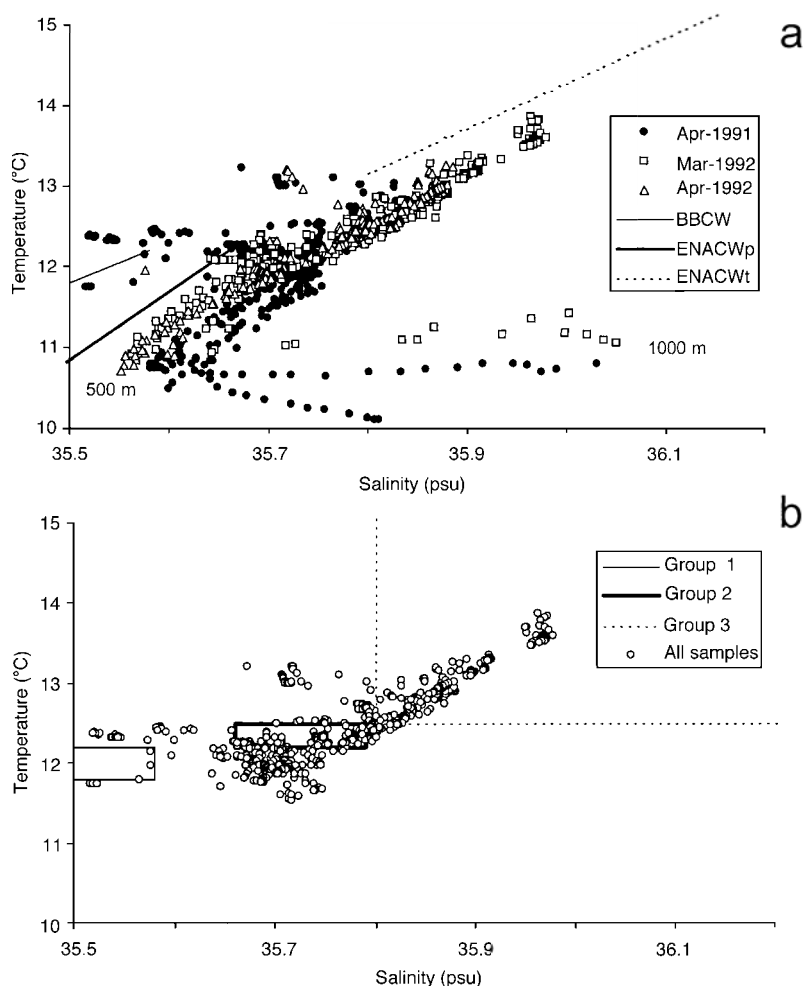 a
15
14
13
12
11
10
Temperature (°C)
Apr-1991
Mar-1992
Apr-1992
BBCW
ENACWp
ENACWt
500 m
1000 m
35.5
35.7
35.9
36.1
Salinity (psu)
b
15
14
13
12
11
10
Temperature (°C)
Group 1
Group 2
Group 3
All samples
35.5
35.7
35.9
36.1
Salinity (psu)